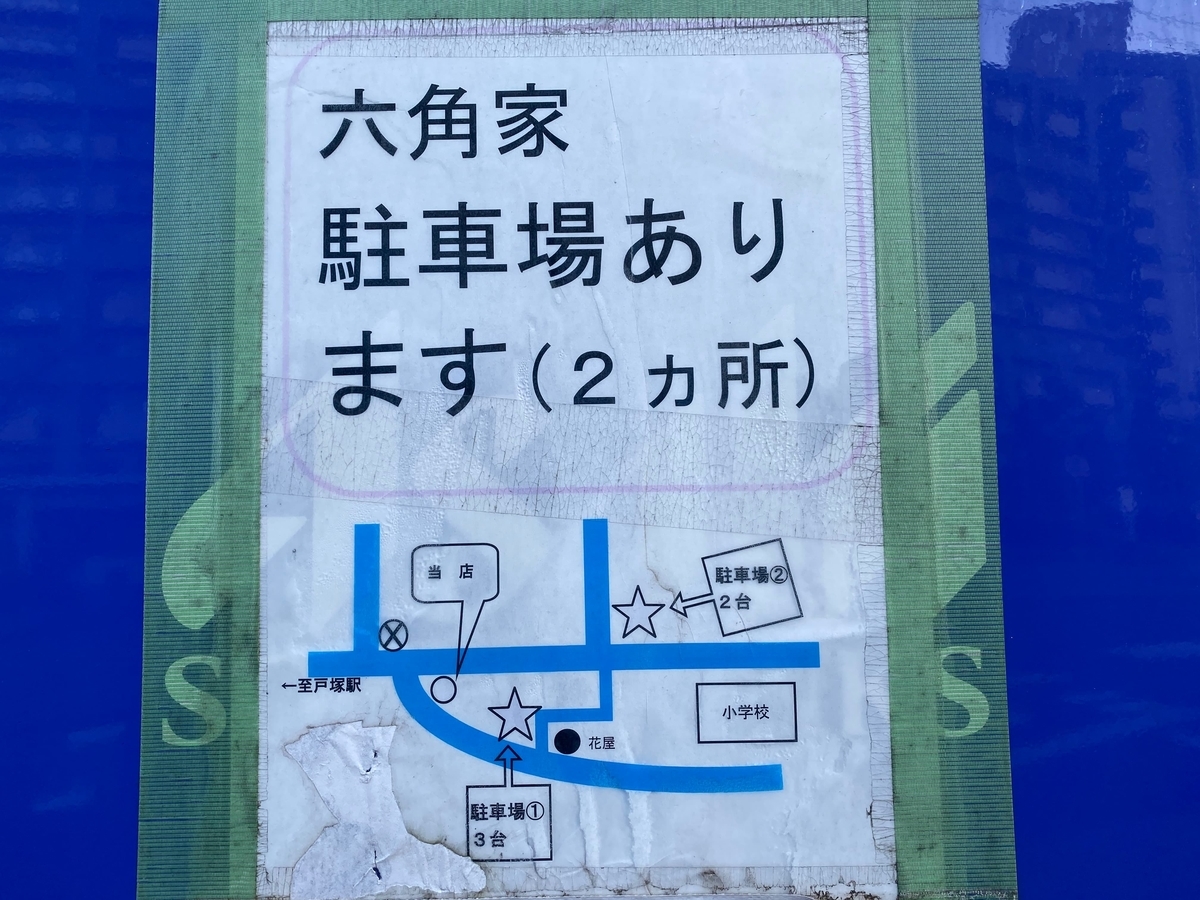 六角家
駐車場あり
ます(2ヵ所)
当 店
駐車場②
2台
←至戸塚駅
小学校
花屋
駐車場①
3台
S
S